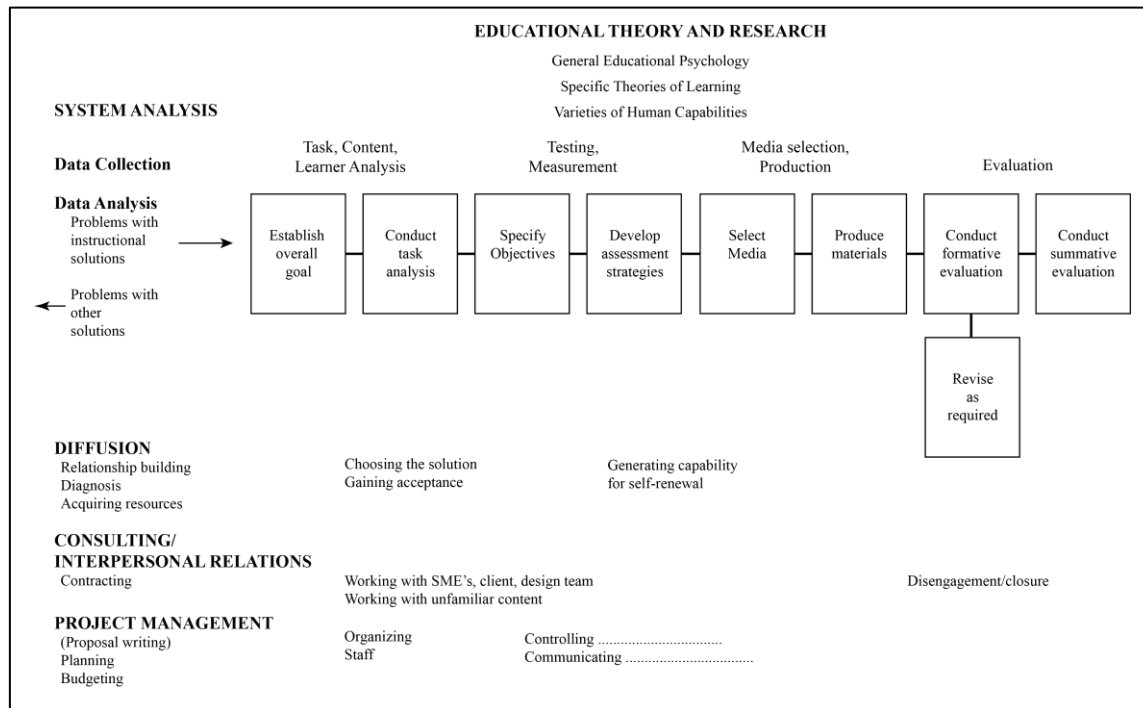 EDUCATIONAL THEORY AND RESEARCH
General Educational Psychology
Specific Theories of Learning
Varieties of Human Capabilities
SYSTEM ANALYSIS
Data Collection
Task, Content,
Learner Analysis
Testing,
Measurement
Media selection,
Production
Evaluation
Data Analysis
Problems with
instructional
solutions
Problems with
other
solutions
Establish
overall
goal
Conduct
task
analysis
Specify
Objectives
Develop
assessment
strategies
Select
Media
Produce
materials
Conduct
formative
evaluation
Conduct
summative
evaluation
Revise
as
required
DIFFUSION
Relationship building
Diagnosis
Acquiring resources
Choosing the solution
Gaining acceptance
Generating capability
for self-renewal
CONSULTING/
INTERPERSONAL RELATIONS
Contracting
Working with SME's, client, design team
Working with unfamiliar content
Disengagement/closure
PROJECT MANAGEMENT
(Proposal writing)
Planning
Budgeting
Organizing
Staff
Controlling .................................
Communicating ..................................